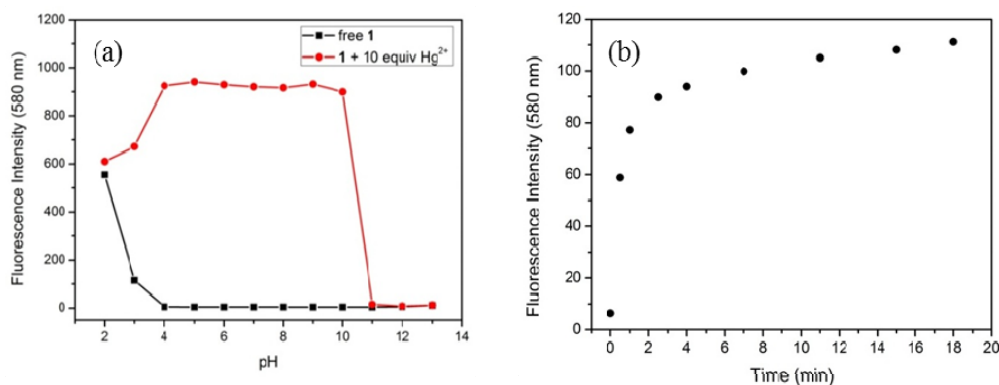 (a)
free 1
1 + 10 equiv Hg²⁺
Fluorescence Intensity (580 nm)
1200
1000
800
600
400
200
0
2 4 6 8 10 12 14
pH
(b)
Fluorescence Intensity (580 nm)
120
100
80
60
40
20
0
0 2 4 6 8 10 12 14 16 18 20
Time (min)